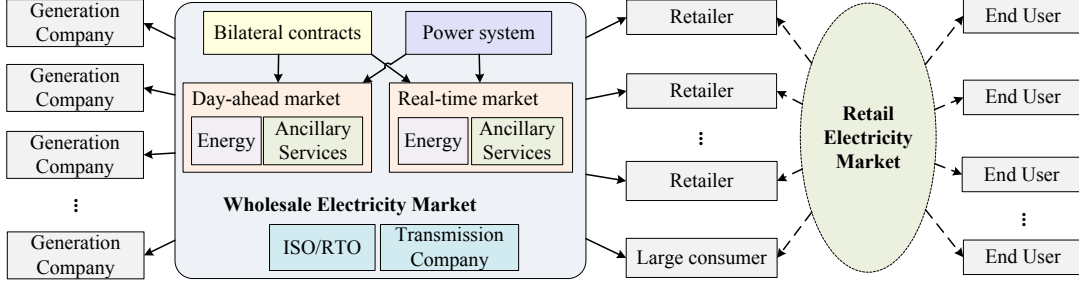 Generation
Company
Generation
Company
Generation
Company
...
Generation
Company
Bilateral contracts
Power system
Day-ahead market
Energy
Ancillary
Services
Real-time market
Energy
Ancillary
Services
Wholesale Electricity Market
ISO/RTO
Transmission
Company
Retailer
Retailer
...
Retailer
Large consumer
Retail
Electricity
Market
End User
End User
End User
...
End User